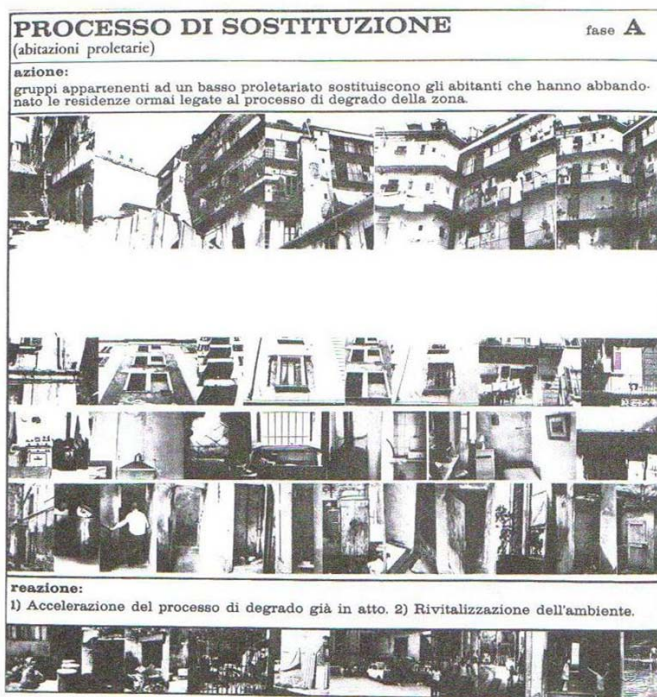 PROCESSO DI SOSTITUZIONE fase A
(abitazioni proletarie)
azione:
gruppi appartenenti ad un basso proletariato sostituiscono gli abitanti che hanno abbando-
nato le residenze ormai legate al processo di degrado della zona.
reazione:
1) Accelerazione del processo di degrado già in atto. 2) Rivitalizzazione dell'ambiente.